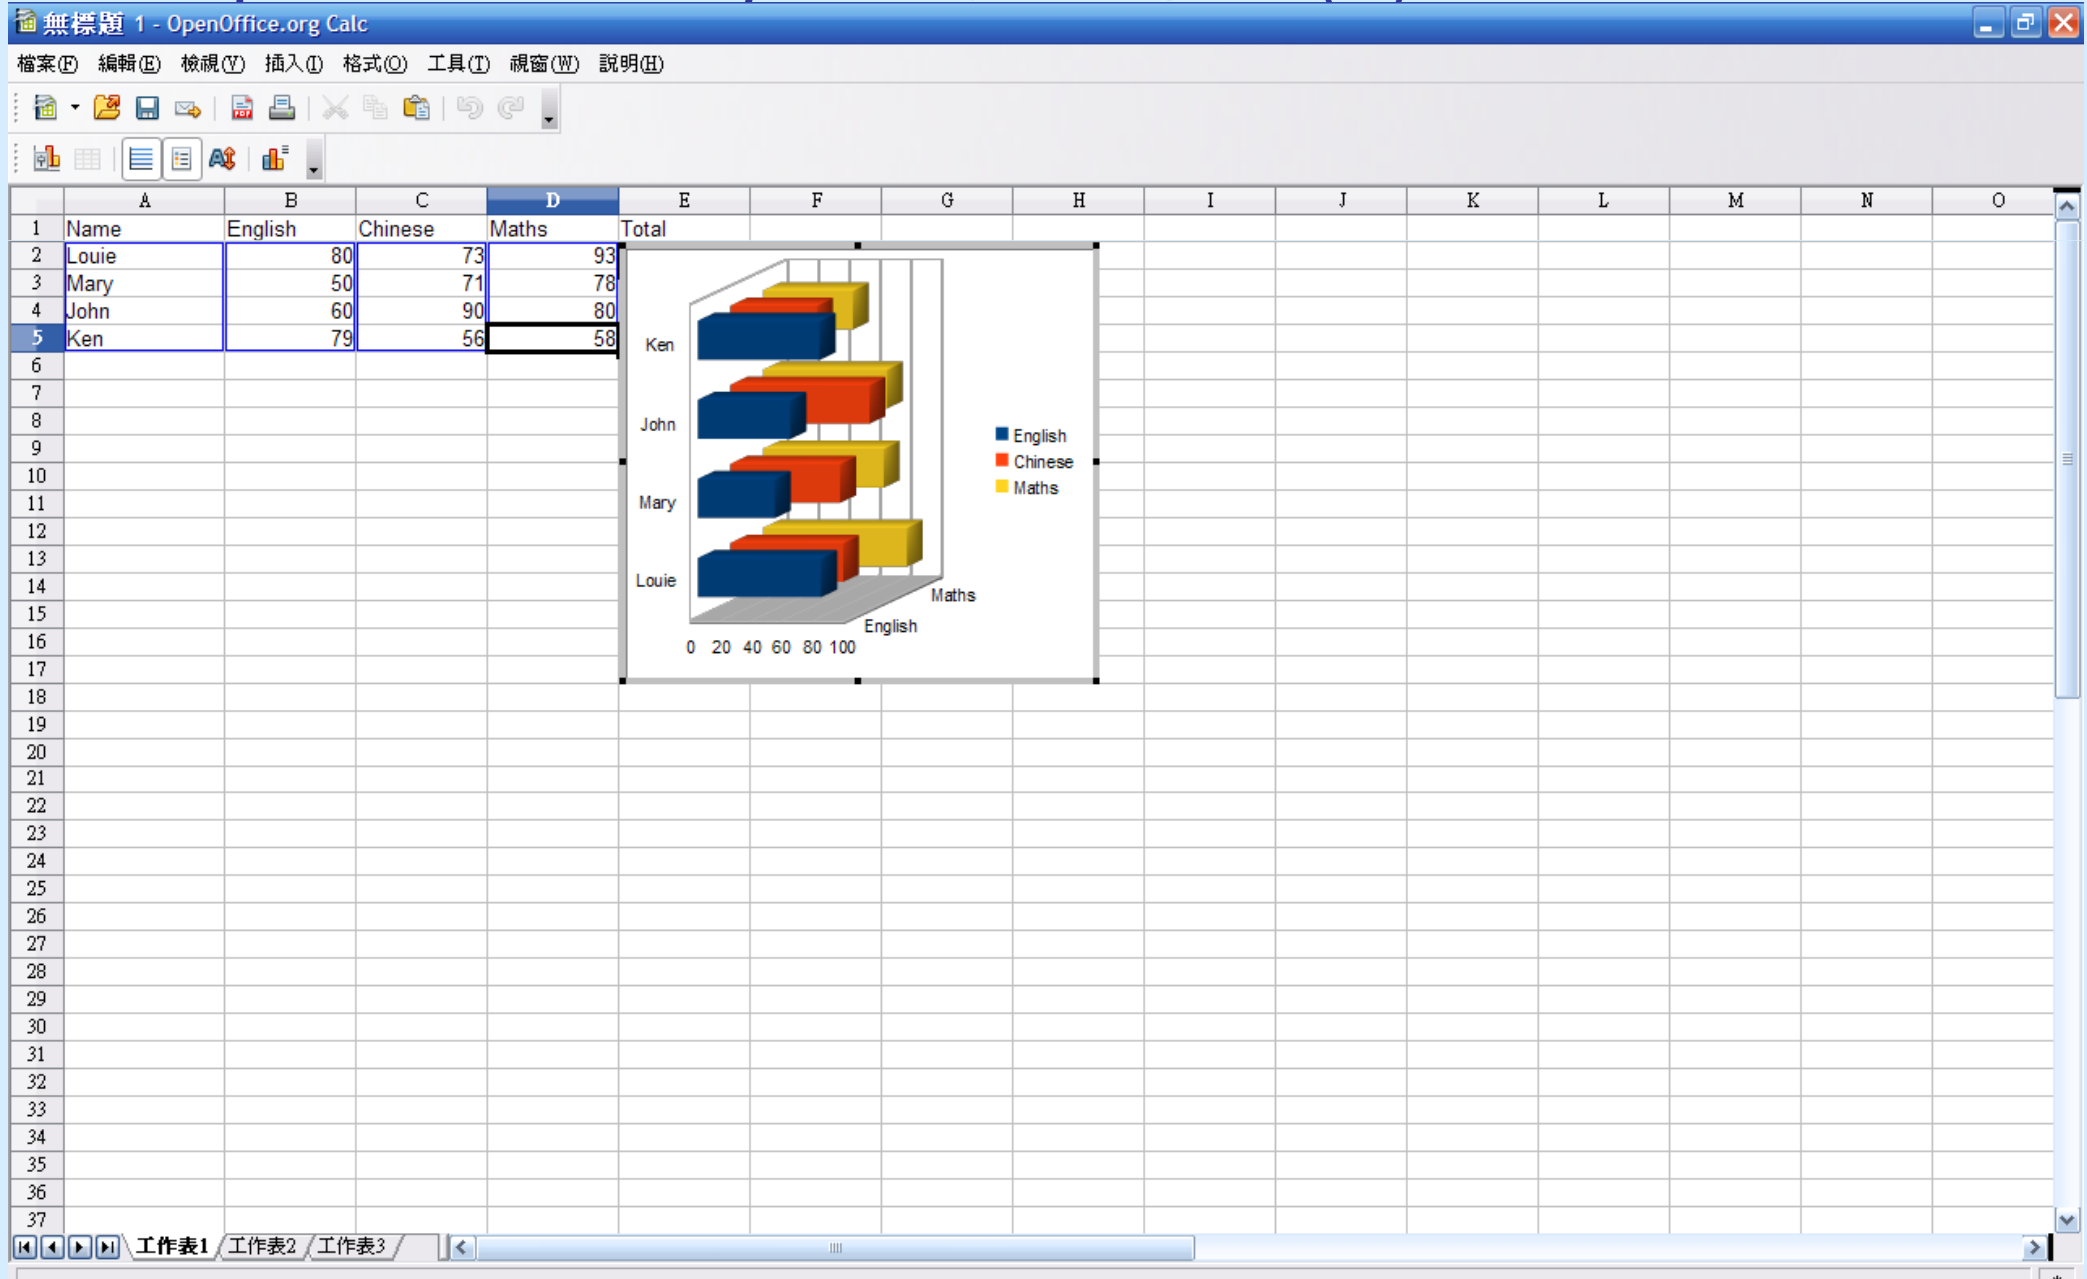 無標題 1 - OpenOffice.org Calc
檔案(F) 編輯(E) 檢視(V) 插入(I) 格式(O) 工具(T) 視窗(W) 說明(H)
A B C D E F G H I J K L M N O
1 Name English Chinese Maths Total
2 Louie 80 73 93
3 Mary 50 71 78
4 John 60 90 80
5 Ken 79 56 58
6
7
8
9
10
11
12
13
14
15
16
17
18
19
20
21
22
23
24
25
26
27
28
29
30
31
32
33
34
35
36
37
Ken
John
Mary
Louie
0 20 40 60 80 100
English
Maths
English
Chinese
Maths
工作表1 工作表2 工作表3